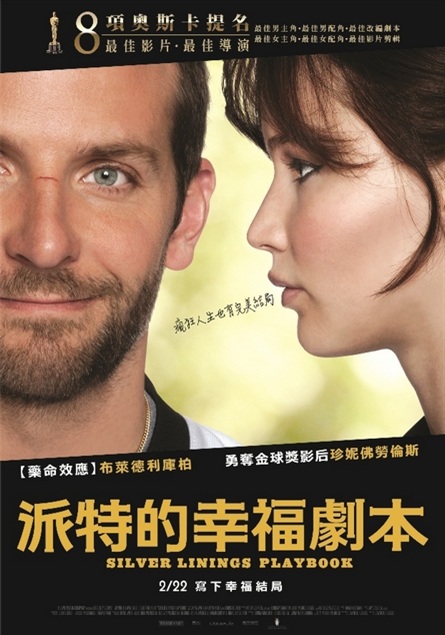 8項奧斯卡提名
最佳影片·最佳導演
最佳男主角·最佳男配角·最佳改編劇本
最佳女主角·最佳女配角·最佳影片剪輯
瘋狂人生也有完美結局
【藥命效應】布萊德利庫柏
勇奪金球獎影后珍妮佛勞倫斯
派特的幸福劇本
SILVER LININGS PLAYBOOK
2/22 寫下幸福結局